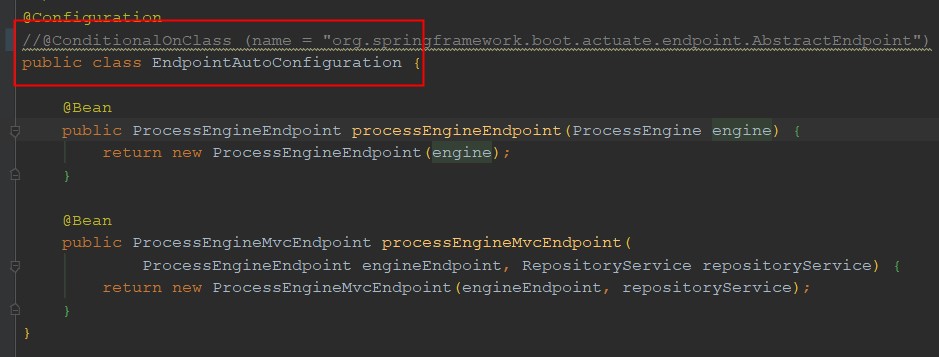 @Configuration
//@ConditionalOnClass (name = "org.springframework.boot.actuate.endpoint.AbstractEndpoint")
public class EndpointAutoConfiguration {
@Bean
public ProcessEngineEndpoint processEngineEndpoint(ProcessEngine engine) {
return new ProcessEngineEndpoint(engine);
}
@Bean
public ProcessEngineMvcEndpoint processEngineMvcEndpoint(
ProcessEngineEndpoint engineEndpoint, RepositoryService repositoryService) {
return new ProcessEngineMvcEndpoint(engineEndpoint, repositoryService);
}
}